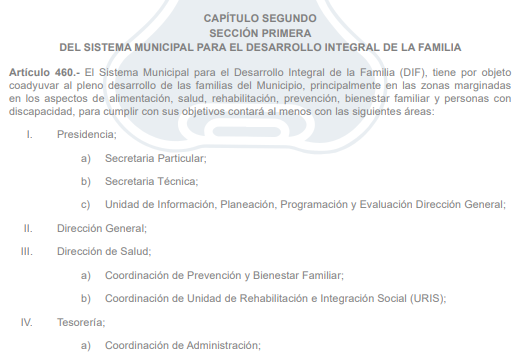 CAPÍTULO SEGUNDO
SECCIÓN PRIMERA
DEL SISTEMA MUNICIPAL PARA EL DESARROLLO INTEGRAL DE LA FAMILIA
Artículo 460.- El Sistema Municipal para el Desarrollo Integral de la Familia (DIF), tiene por objeto
coadyuvar al pleno desarrollo de las familias del Municipio, principalmente en las zonas marginadas
en los aspectos de alimentación, salud, rehabilitación, prevención, bienestar familiar y personas con
discapacidad, para cumplir con sus objetivos contará al menos con las siguientes áreas:
I. Presidencia;
a) Secretaria Particular;
b) Secretaria Técnica;
c) Unidad de Información, Planeación, Programación y Evaluación Dirección General;
II. Dirección General;
III. Dirección de Salud;
a) Coordinación de Prevención y Bienestar Familiar;
b) Coordinación de Unidad de Rehabilitación e Integración Social (URIS);
IV. Tesorería;
a) Coordinación de Administración;